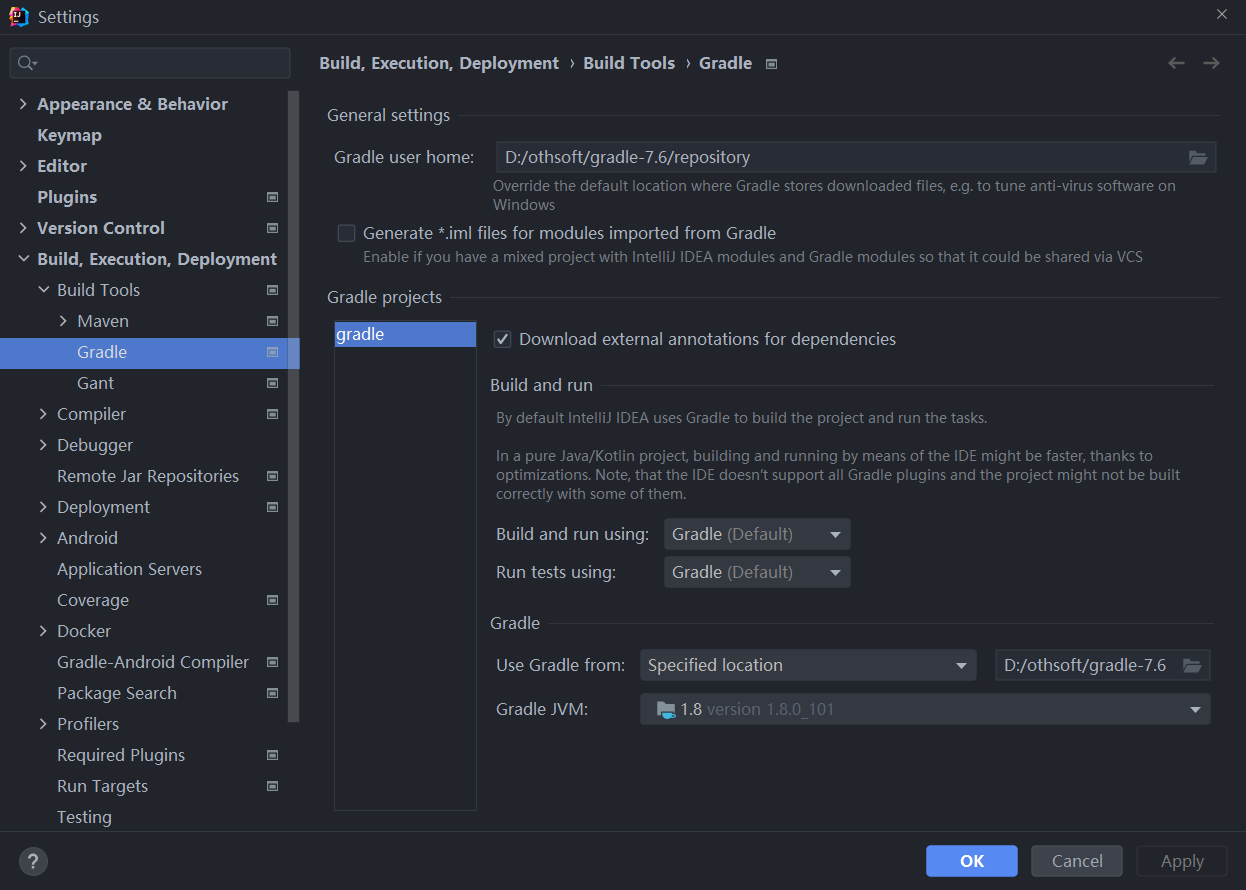 Settings
Build, Execution, Deployment › Build Tools › Gradle
Appearance & Behavior
Keymap
Editor
Plugins
Version Control
Build, Execution, Deployment
Build Tools
Maven
Gradle
Gant
Compiler
Debugger
Remote Jar Repositories
Deployment
Android
Application Servers
Coverage
Docker
Gradle-Android Compiler
Package Search
Profilers
Required Plugins
Run Targets
Testing
General settings
Gradle user home: D:/othsoft/gradle-7.6/repository
Override the default location where Gradle stores downloaded files, e.g. to tune anti-virus software on
Windows
Generate *.iml files for modules imported from Gradle
Enable if you have a mixed project with IntelliJ IDEA modules and Gradle modules so that it could be shared via VCS
Gradle projects
gradle
Download external annotations for dependencies
Build and run
By default IntelliJ IDEA uses Gradle to build the project and run the tasks.
In a pure Java/Kotlin project, building and running by means of the IDE might be faster, thanks to
optimizations. Note, that the IDE doesn't support all Gradle plugins and the project might not be built
correctly with some of them.
Build and run using: Gradle (Default)
Run tests using: Gradle (Default)
Gradle
Use Gradle from: Specified location D:/othsoft/gradle-7.6
Gradle JVM: 1.8 version 1.8.0_101
? OK Cancel Apply